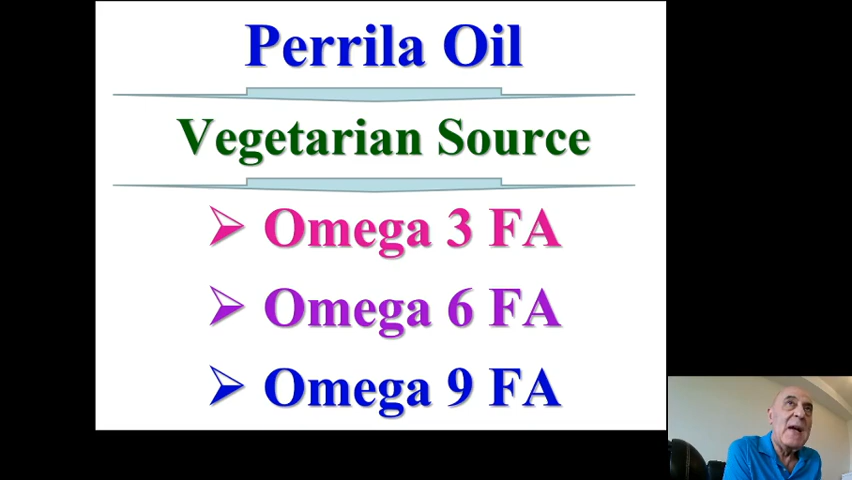 Perrila Oil
Vegetarian Source
Omega 3 FA
Omega 6 FA
Omega 9 FA